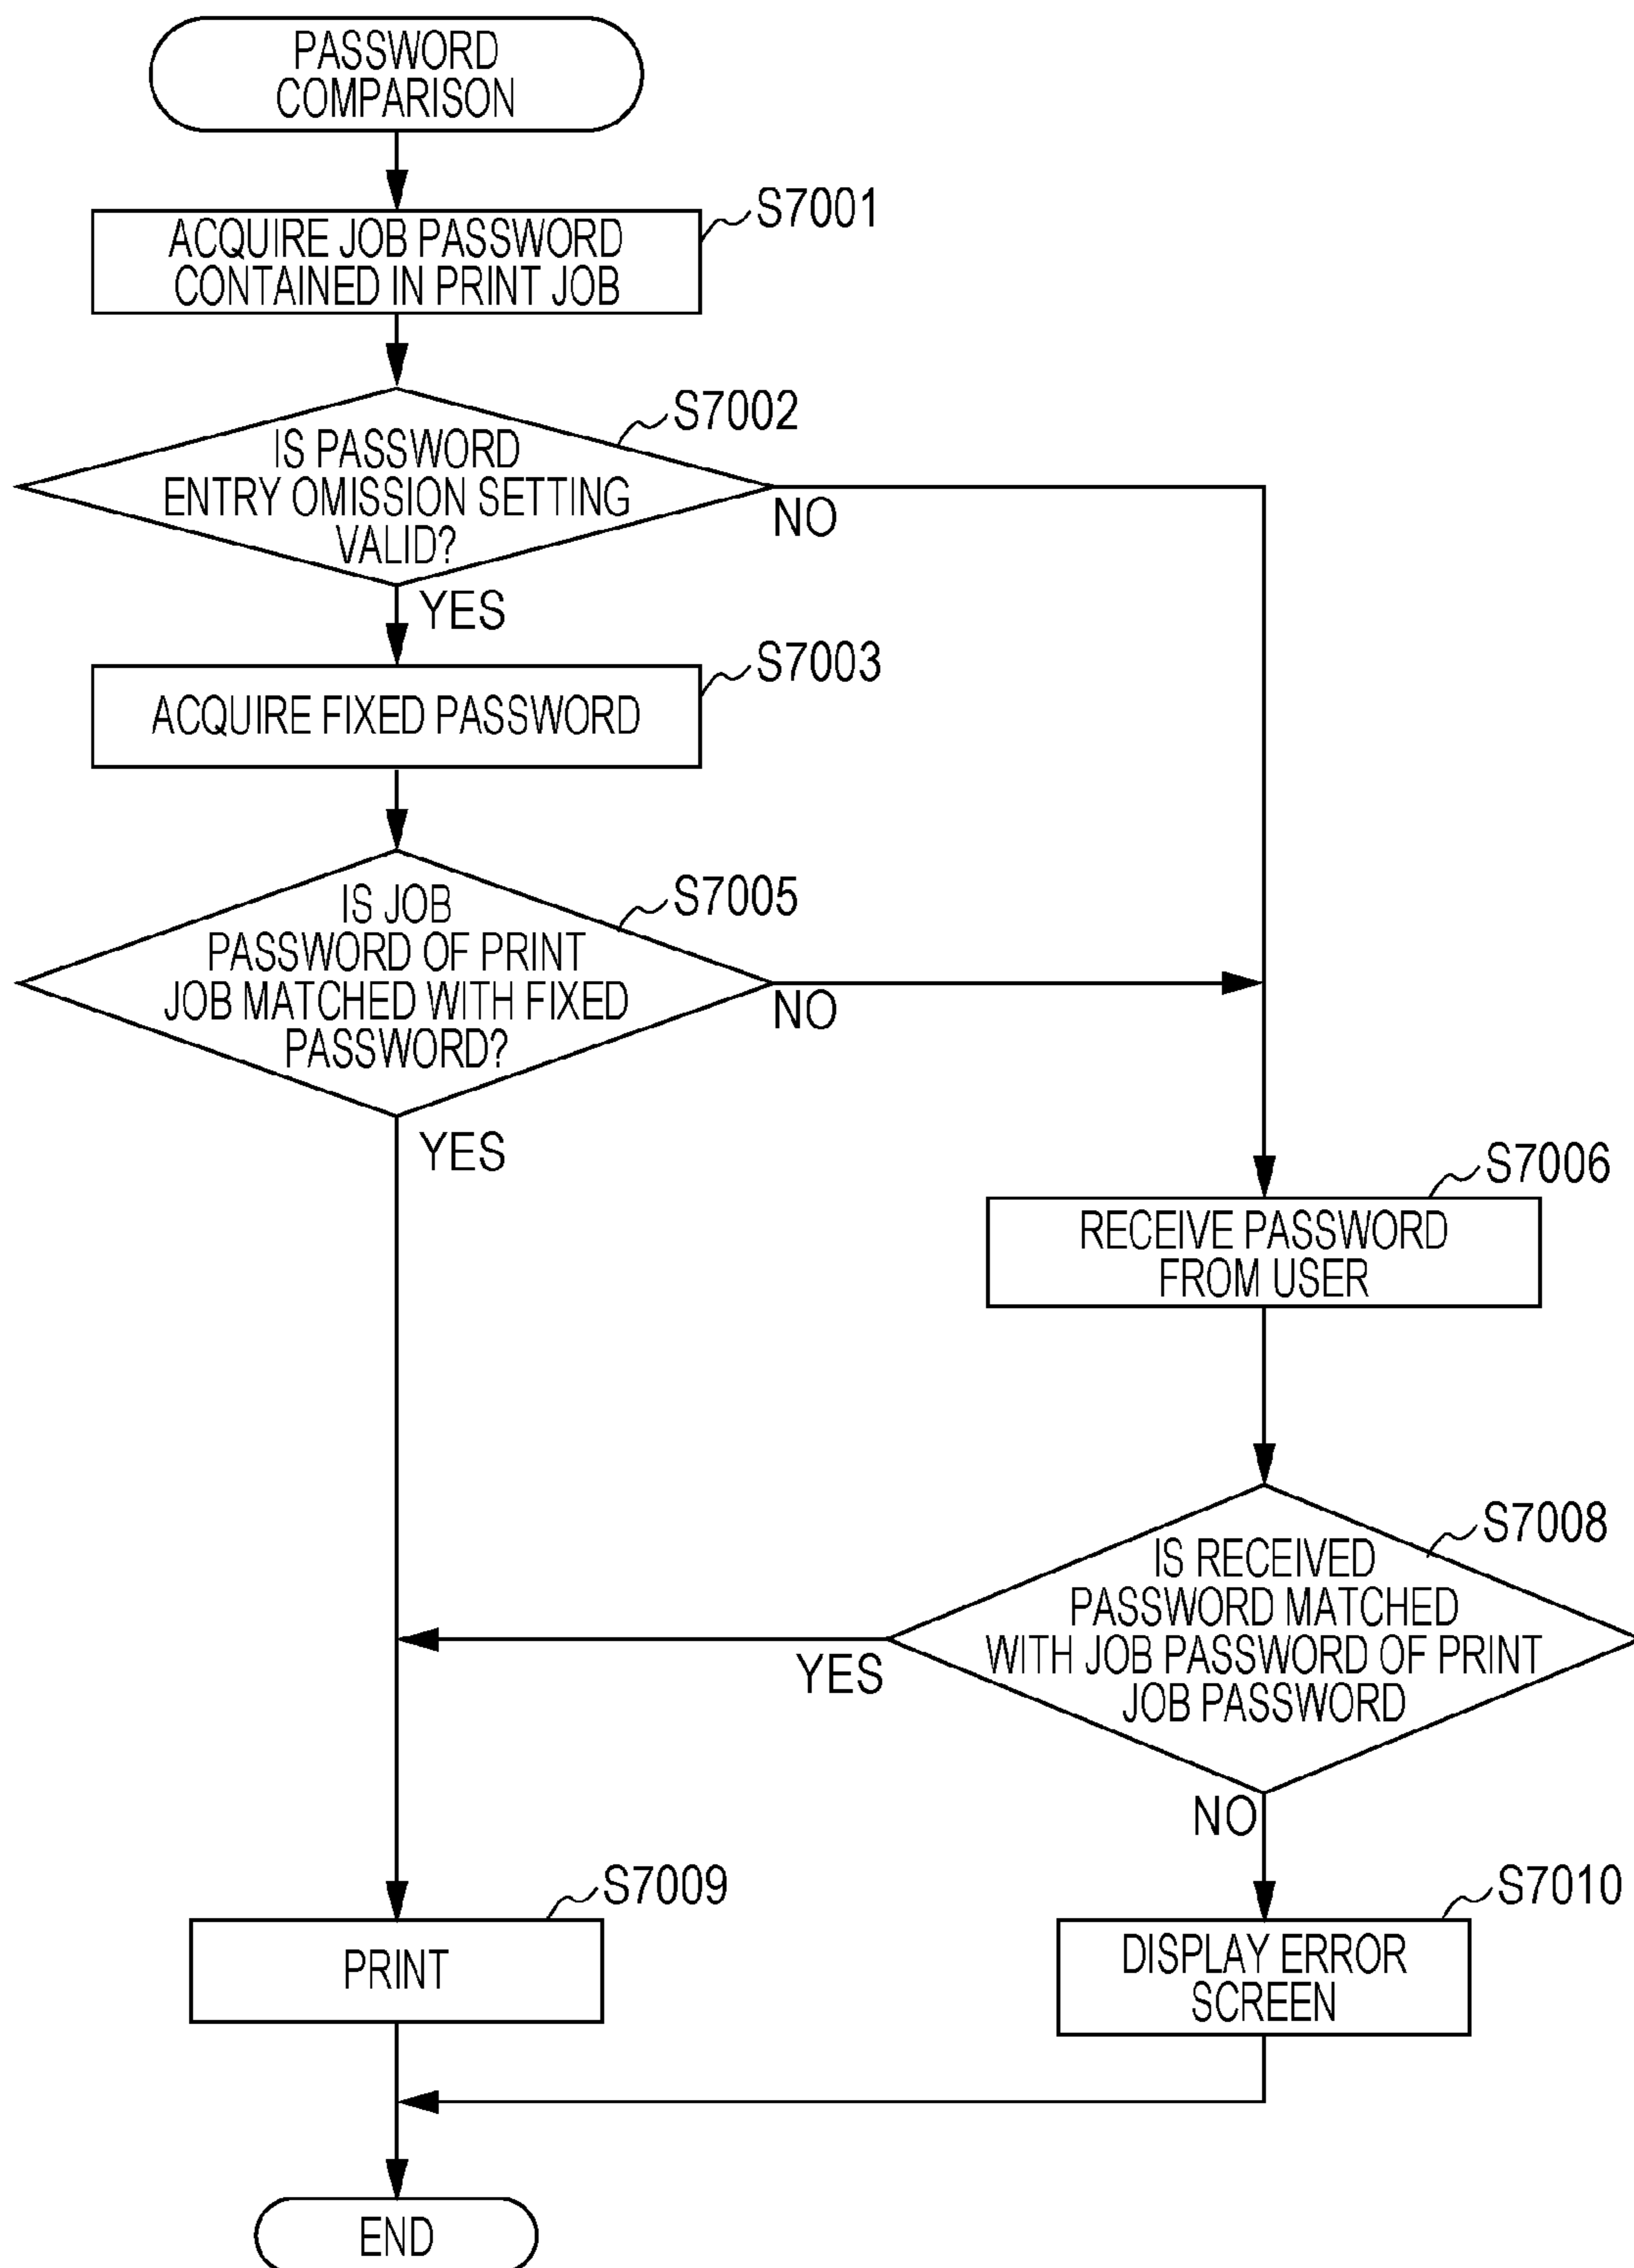 PASSWORD
COMPARISON
S7001
ACQUIRE JOB PASSWORD
CONTAINED IN PRINT JOB
S7002
IS PASSWORD
ENTRY OMISSION SETTING
VALID?
NO
YES
S7003
ACQUIRE FIXED PASSWORD
S7005
IS JOB
PASSWORD OF PRINT
JOB MATCHED WITH FIXED
PASSWORD?
NO
YES
S7006
RECEIVE PASSWORD
FROM USER
S7008
IS RECEIVED
PASSWORD MATCHED
WITH JOB PASSWORD OF PRINT
JOB PASSWORD
YES
NO
S7009
PRINT
S7010
DISPLAY ERROR
SCREEN
END